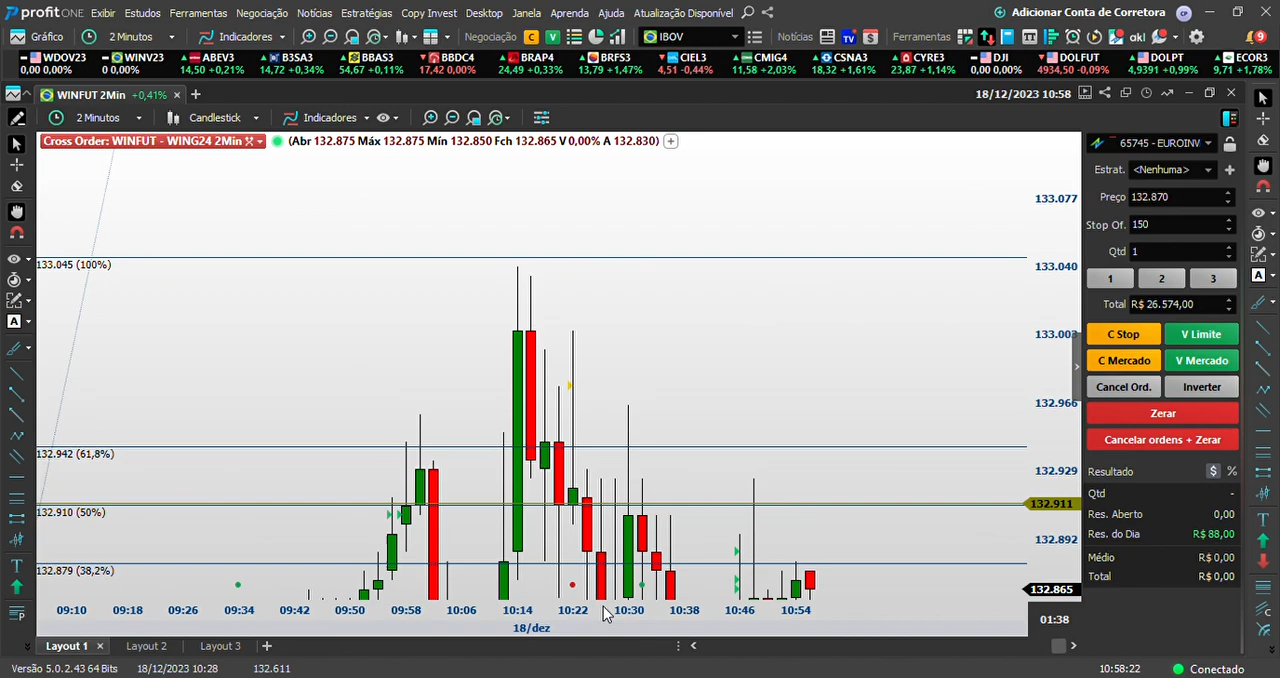 profitONE Exibir Estudos Ferramentas Negociação Notícias Estratégias Copy Invest Desktop Janela Aprenda Ajuda Atualização Disponível Adicionar Conta de Corretora CP
Gráfico 2 Minutos Indicadores Negociação C V IBOV Notícias TV Ferramentas akl 9
WDOV23 WINV23 ABEV3 B3SA3 BBAS3 BBDC4 BRAP4 BRFS3 CIEL3 CMIG4 CSNA3 CYRE3 DJI DOLFUT DOLPT ECOR3
0,00 0,00% 0 0,00% 14,50 +0,21% 14,72 +0,34% 54,67 +0,11% 17,42 0,00% 24,49 +0,33% 13,79 +1,47% 4,51 -0,44% 11,58 +2,03% 18,32 +1,61% 23,87 +1,14% 0,00 0,00% 4934,50 -0,09% 4,9391 +0,99% 9,71 +1,78%
WINFUT 2Min +0,41% 18/12/2023 10:58
2 Minutos Candlestick Indicadores
Cross Order: WINFUT - WING24 2Min (Abr 132.875 Máx 132.875 Mín 132.850 Fch 132.865 V 0,00% A 132.830)
65745 - EUROINV
Estrat. <Nenhuma>
Preço 132.870
Stop Of. 150
Qtd 1
1 2 3
Total R$ 26.574,00
C Stop V Limite
C Mercado V Mercado
Cancel Ord. Inverter
Zerar
Cancelar ordens + Zerar
Resultado $ %
Qtd -
Res. Aberto 0,00
Res. do Dia R$ 88,00
Médio R$ 0,00
Total R$ 0,00
133.077
133.045 (100%)
133.040
133.003
132.966
132.942 (61,8%)
132.929
132.911
132.910 (50%)
132.892
132.879 (38,2%)
132.865
09:10 09:18 09:26 09:34 09:42 09:50 09:58 10:06 10:14 10:22 10:30 10:38 10:46 10:54
18/dez
01:38
Layout 1 Layout 2 Layout 3
Versão 5.0.2.43 64 Bits 18/12/2023 10:28 132.611 10:58:22 Conectado